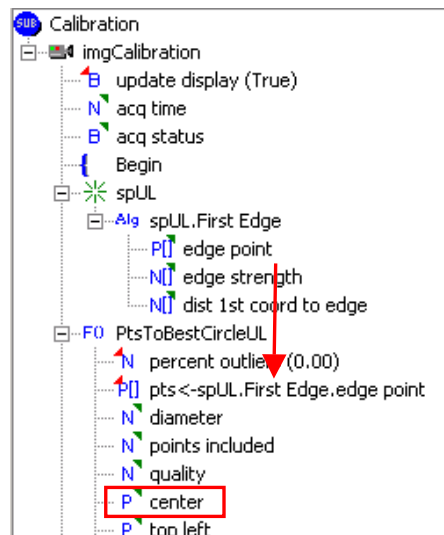 SUB Calibration
imgCalibration
B update display (True)
N acq time
B acq status
{ Begin
spUL
Alg spUL.First Edge
P[] edge point
N[] edge strength
N[] dist 1st coord to edge
F() PtsToBestCircleUL
N percent outlier (0.00)
P[] pts<-spUL.First Edge.edge point
N diameter
N points included
N quality
P center
P top left